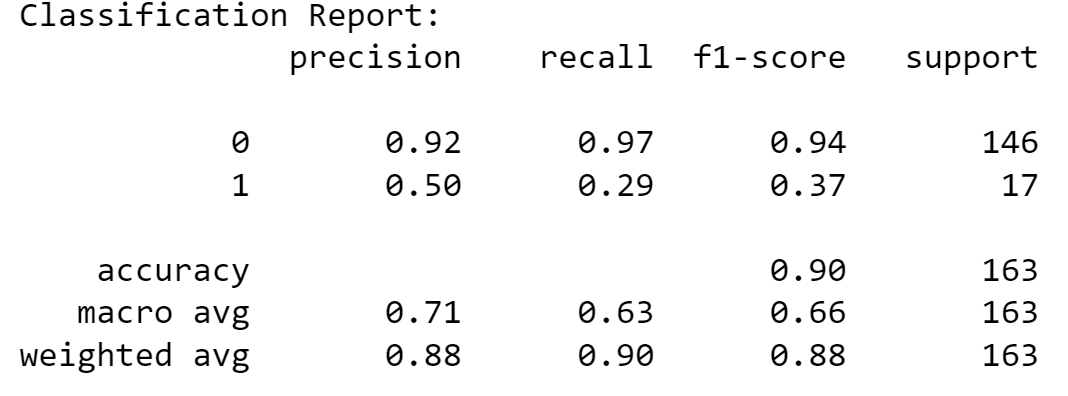 Classification Report:
precision recall f1-score support
0 0.92 0.97 0.94 146
1 0.50 0.29 0.37 17
accuracy 0.90 163
macro avg 0.71 0.63 0.66 163
weighted avg 0.88 0.90 0.88 163